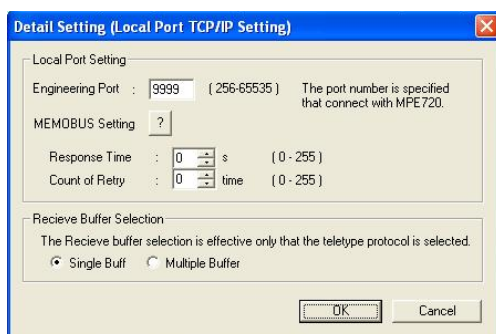 Detail Setting (Local Port TCP/IP Setting)
Local Port Setting
Engineering Port : 9999 ( 256-65535 ) The port number is specified
that connect with MPE720.
MEMOBUS Setting ?
Response Time : 0 s ( 0 - 255 )
Count of Retry : 0 time ( 0 - 255 )
Recieve Buffer Selection
The Recieve buffer selection is effective only that the teletype protocol is selected.
Single Buff Multiple Buffer
OK Cancel